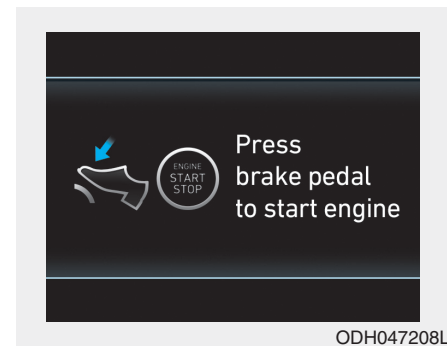 ENGINE
START
STOP
Press
brake pedal
to start engine
ODH047208L